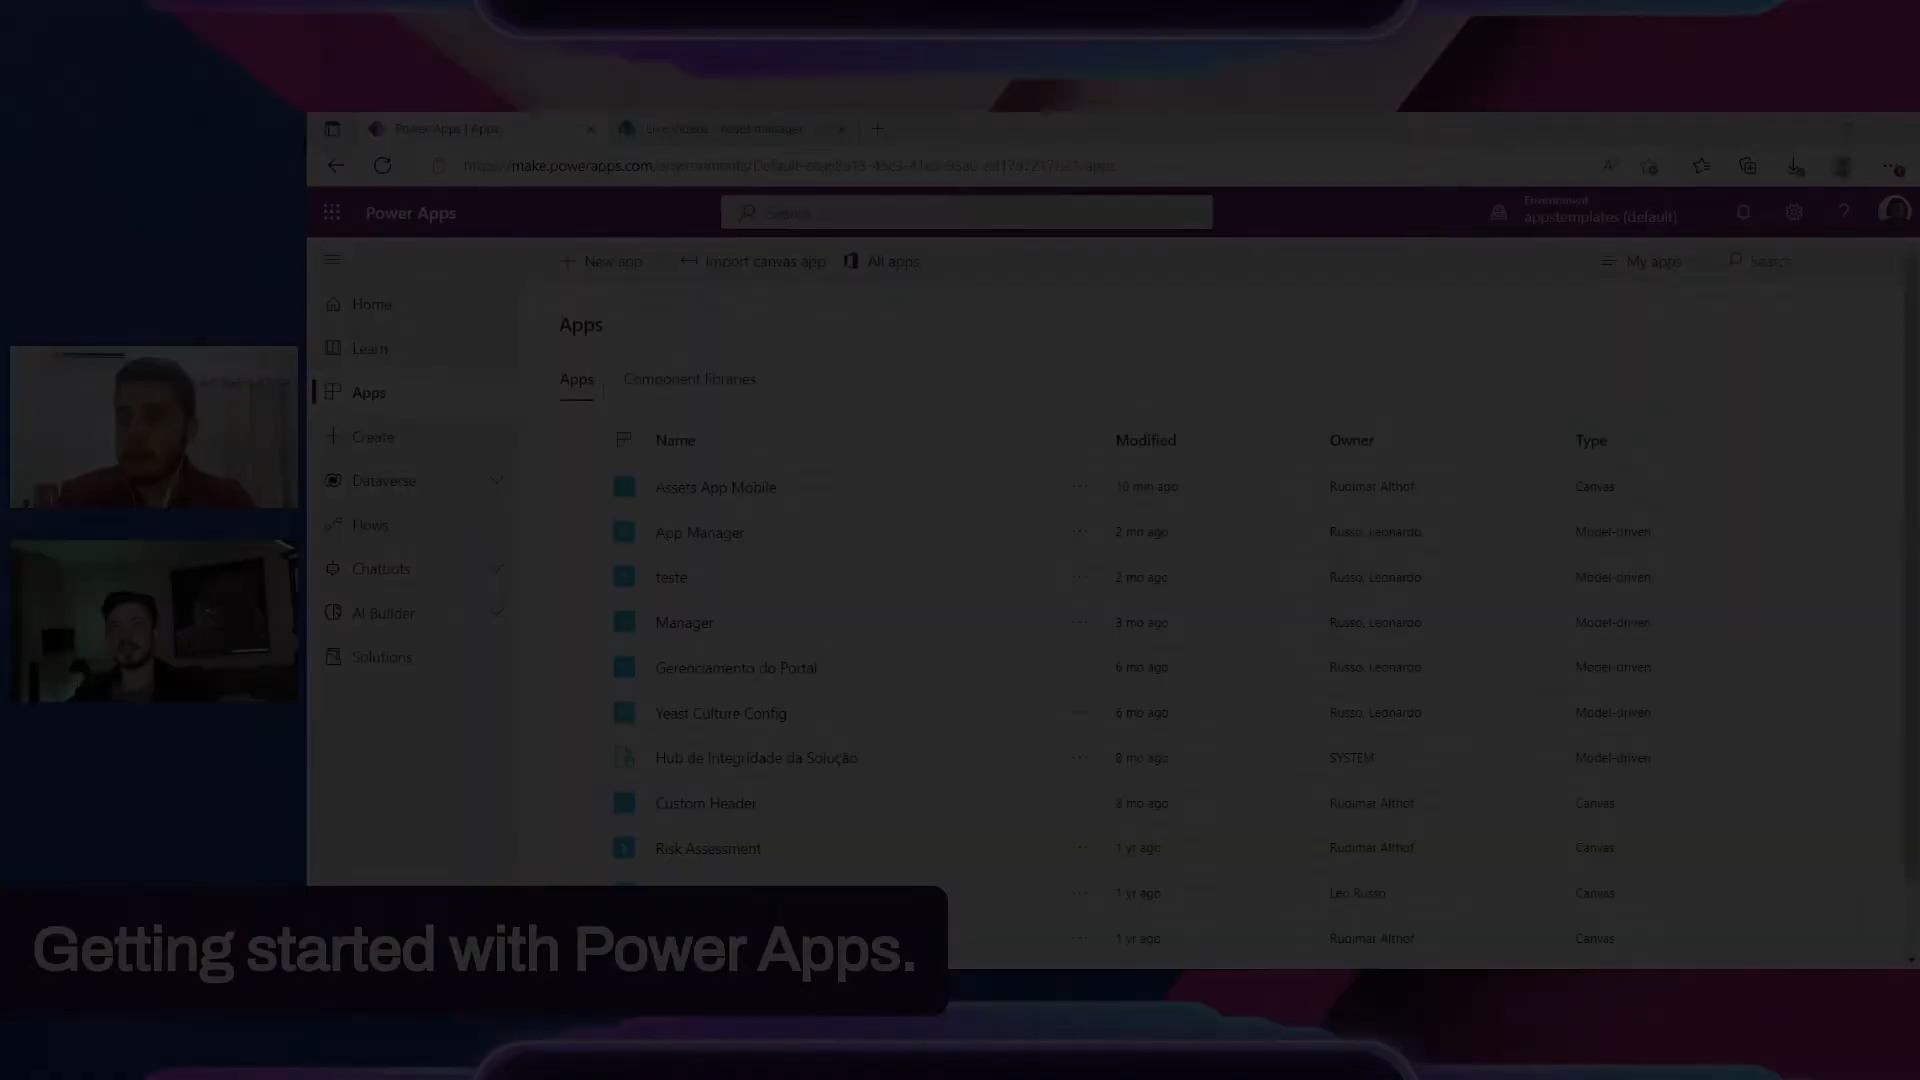 Power Apps | Apps
make.powerapps.com
Power Apps
Search
Environment
appstemplates (default)
New app
Import canvas app
All apps
My apps
Search
Home
Learn
Apps
Create
Dataverse
Flows
Chatbots
AI Builder
Solutions
Apps
Apps
Component libraries
Name Modified Owner Type
Assets App Mobile 10 min ago Rudimar Althof Canvas
App Manager 2 mo ago Russo, Leonardo Model-driven
teste 2 mo ago Russo, Leonardo Model-driven
Manager 3 mo ago Russo, Leonardo Model-driven
Gerenciamento do Portal 6 mo ago Russo, Leonardo Model-driven
Yeast Culture Config 6 mo ago Russo, Leonardo Model-driven
Hub de Integridade da Solução 8 mo ago SYSTEM Model-driven
Custom Header 8 mo ago Rudimar Althof Canvas
Risk Assessment 1 yr ago Rudimar Althof Canvas
1 yr ago Leo Russo Canvas
1 yr ago Rudimar Althof Canvas
Getting started with Power Apps.